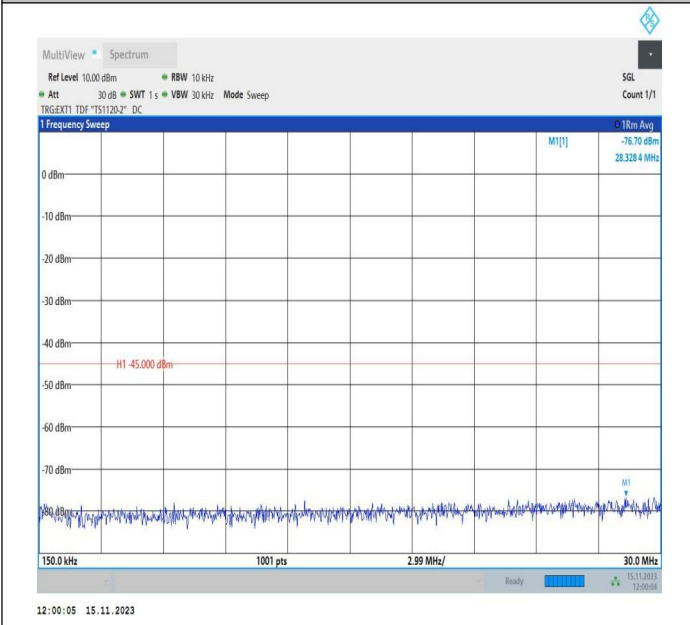 MultiView Spectrum
Ref Level 10.00 dBm RBW 10 kHz SGL
Att 30 dB SWT 1 s VBW 30 kHz Mode Sweep Count 1/1
TRG:EXT1 TDF "TS1120-2" DC
1 Frequency Sweep 1Rm Avg
M1[1] -76.70 dBm
28.328 4 MHz
0 dBm
-10 dBm
-20 dBm
-30 dBm
-40 dBm
H1 -45.000 dBm
-50 dBm
-60 dBm
-70 dBm
M1
-80 dBm
150.0 kHz 1001 pts 2.99 MHz/ 30.0 MHz
Ready 15.11.2023
12:00:04
12:00:05 15.11.2023